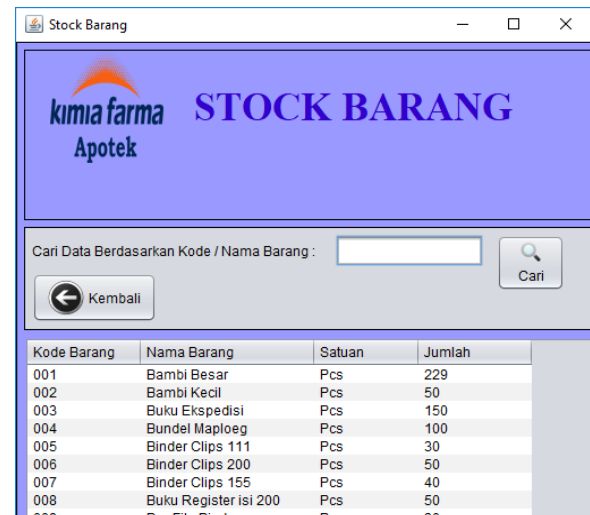 Stock Barang
kimia farma
Apotek
STOCK BARANG
Cari Data Berdasarkan Kode / Nama Barang :
Cari
Kembali
Kode Barang Nama Barang Satuan Jumlah
001 Bambi Besar Pcs 229
002 Bambi Kecil Pcs 50
003 Buku Ekspedisi Pcs 150
004 Bundel Maploeg Pcs 100
005 Binder Clips 111 Pcs 30
006 Binder Clips 200 Pcs 50
007 Binder Clips 155 Pcs 40
008 Buku Register isi 200 Pcs 50